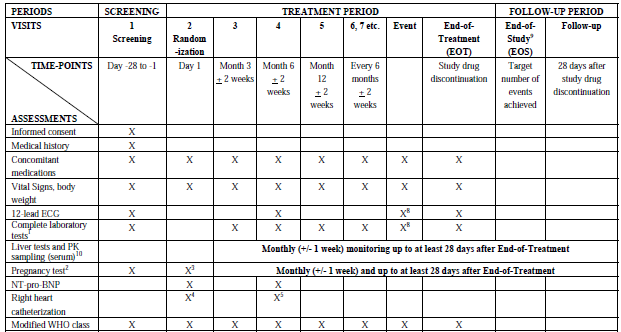 PERIODS SCREENING TREATMENT PERIOD FOLLOW-UP PERIOD
VISITS 1 2 3 4 5 6, 7 etc. Event End-of- End-of- Follow-up
Screening Random Treatment Study⁹
-ization (EOT) (EOS)
TIME-POINTS Day -28 to -1 Day 1 Month 3 Month 6 Month Every 6 Study drug Target 28 days after
± 2 weeks ± 2 12 months discontinuation number of study drug
weeks ± 2 ± 2 events discontinuation
weeks weeks achieved
ASSESSMENTS
Informed consent X
Medical history X
Concomitant X X X X X X X X
medications
Vital Signs, body X X X X X X X X
weight
12-lead ECG X X X⁸ X
Complete laboratory X X X X X X⁸ X
tests¹
Liver tests and PK Monthly (+/- 1 week) monitoring up to at least 28 days after End-of-Treatment
sampling (serum)¹⁰
Pregnancy test² X X³ Monthly (+/- 1 week) and up to at least 28 days after End-of-Treatment
NT-pro-BNP X X
Right heart X⁴ X⁵
catheterization
Modified WHO class X X X X X X X X